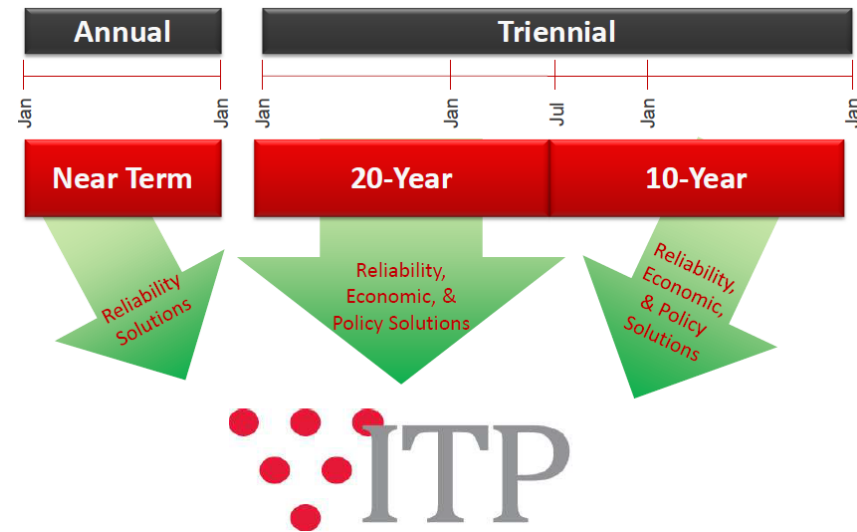 Annual
Triennial
Jan
Jan
Jan
Jan
Jul
Jan
Jan
Near Term
20-Year
10-Year
Reliability
Solutions
Reliability,
Economic, &
Policy Solutions
Reliability,
Economic,
& Policy
Solutions
ITP